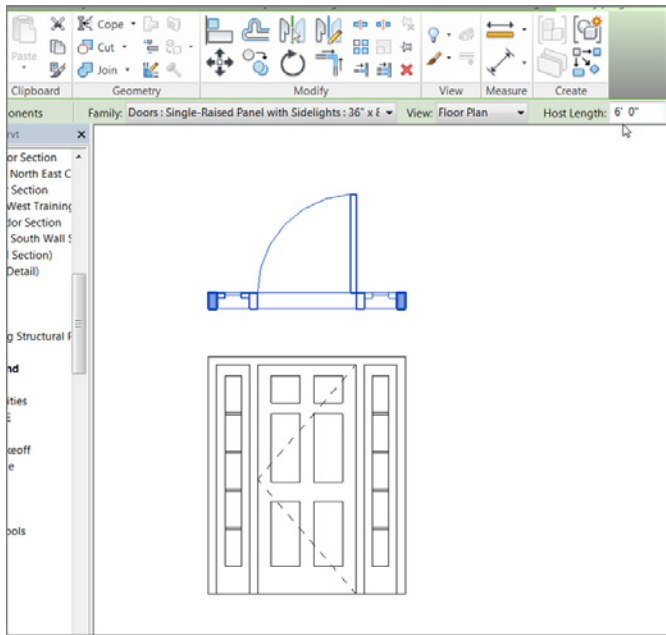 Paste
Cope
Cut
Join
Clipboard
Geometry
Modify
View
Measure
Create
onents
Family: Doors : Single-Raised Panel with Sidelights : 36" x
View: Floor Plan
Host Length: 6' 0"
rvt
or Section
North East C
Section
West Training
dor Section
South Wall S
l Section)
Detail)
g Structural
nd
ities
E
keoff
e
ools